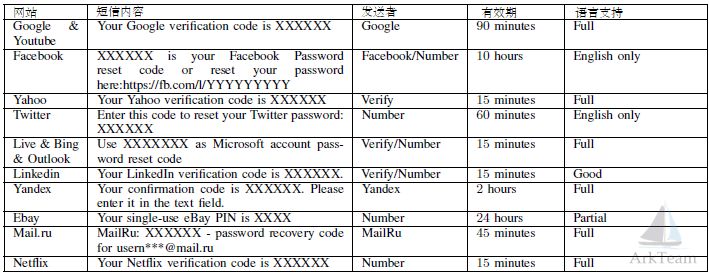 网站 短信内容 发送者 有效期 语言支持
Google & Your Google verification code is XXXXXX Google 90 minutes Full
Youtube
Facebook XXXXXX is your Facebook Password Facebook/Number 10 hours English only
reset code or reset your password
here:https://fb.com/l/YYYYYYYYY
Yahoo Your Yahoo verification code is XXXXXX Verify 15 minutes Full
Twitter Enter this code to reset your Twitter password: Number 60 minutes English only
XXXXXX
Live & Bing Use XXXXXXX as Microsoft account pass- Verify/Number 15 minutes Full
& Outlook word reset code
Linkedin Your LinkedIn verification code is XXXXXX. Verify/Number 15 minutes Good
Yandex Your confirmation code is XXXXXX. Please Yandex 2 hours Full
enter it in the text field.
Ebay Your single-use eBay PIN is XXXX Number 24 hours Partial
Mail.ru MailRu: XXXXXX - password recovery code MailRu 45 minutes Full
for usern***@mail.ru
Netflix Your Netflix verification code is XXXXXX Number 15 minutes Full
ArkTeam